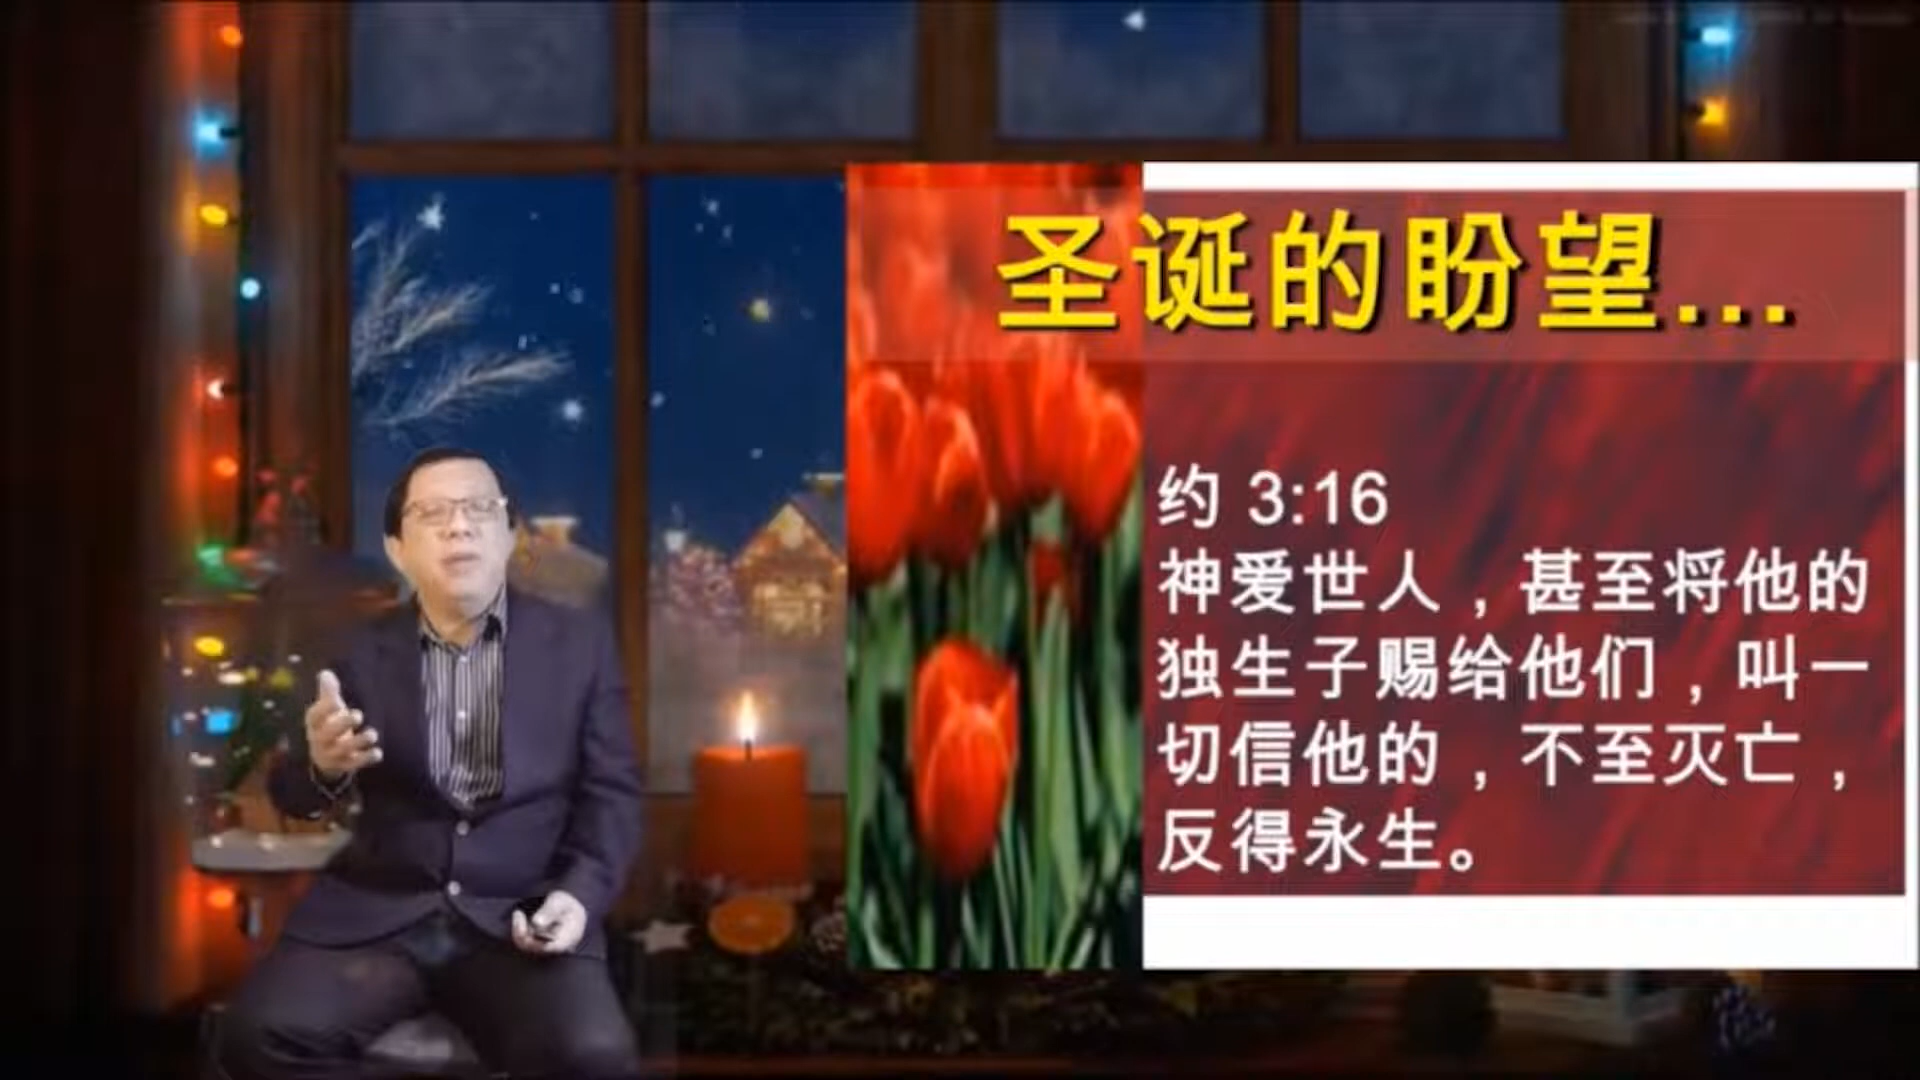 圣诞的盼望...
约 3:16
神爱世人，甚至将他的
独生子赐给他们，叫一
切信他的，不至灭亡，
反得永生。